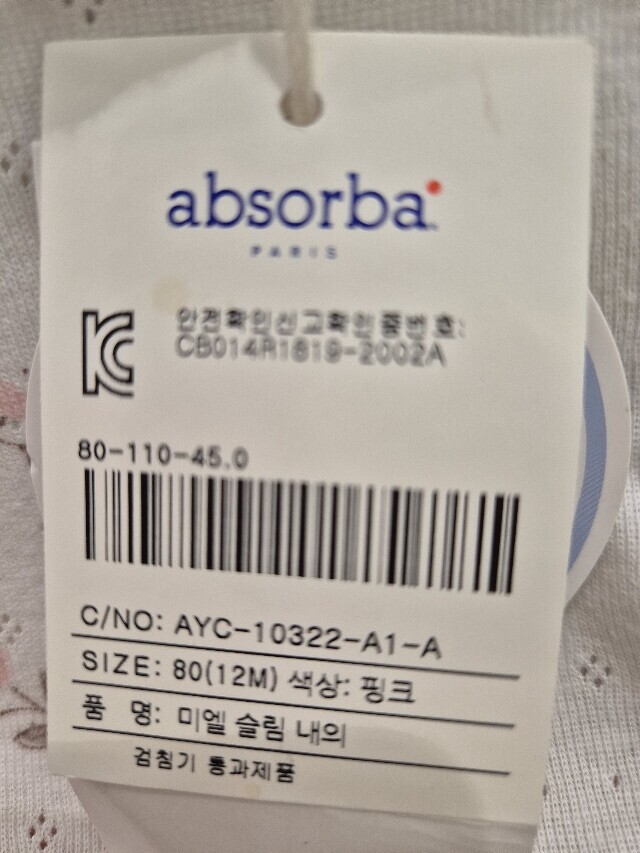 absorba
PARIS
안전확인신고확인증번호:
CB014R1819-2002A
80-110-45.0
C/NO: AYC-10322-A1-A
SIZE: 80(12M) 색상: 핑크
품 명: 미엘 슬림 내의
검침기 통과제품